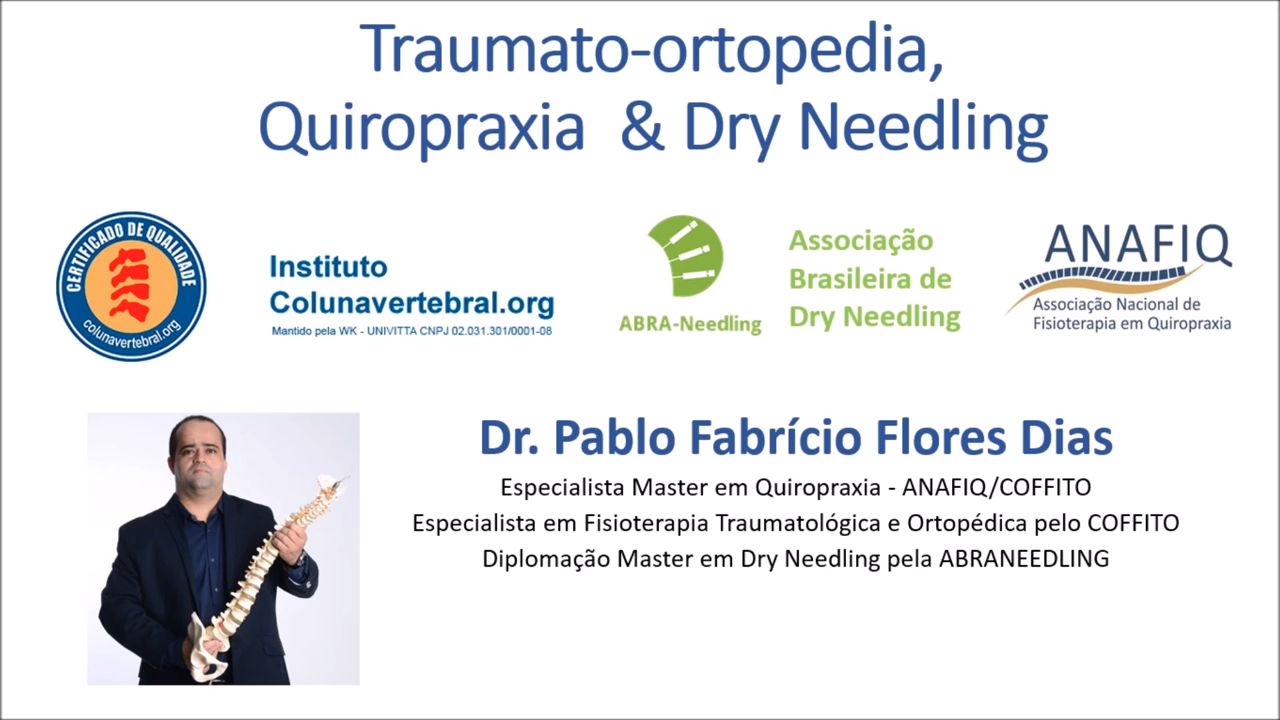 Traumato-ortopedia,
Quiropraxia & Dry Needling
CERTIFICADO DE QUALIDADE
colunavertebral.org
Instituto
Colunavertebral.org
Mantido pela WK - UNIVITTA CNPJ 02.031.301/0001-08
ABRA-Needling
Associação
Brasileira de
Dry Needling
ANAFIQ
Associação Nacional de
Fisioterapia em Quiropraxia
Dr. Pablo Fabrício Flores Dias
Especialista Master em Quiropraxia - ANAFIQ/COFFITO
Especialista em Fisioterapia Traumatológica e Ortopédica pelo COFFITO
Diplomação Master em Dry Needling pela ABRANEEDLING